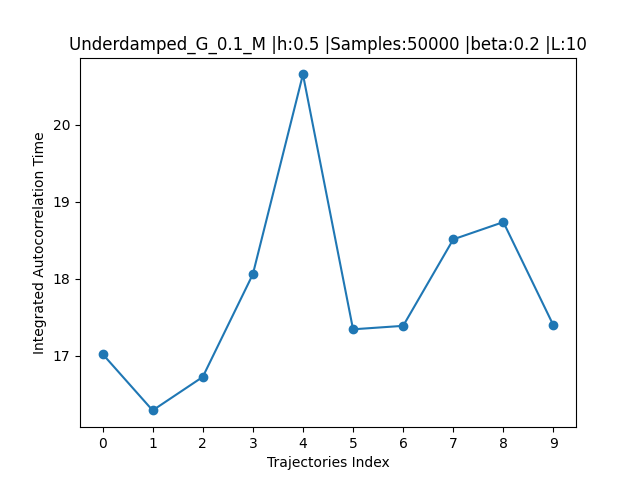 Underdamped_G_0.1_M |h:0.5 |Samples:50000 |beta:0.2 |L:10
Integrated Autocorrelation Time
20
19
18
17
0 1 2 3 4 5 6 7 8 9
Trajectories Index